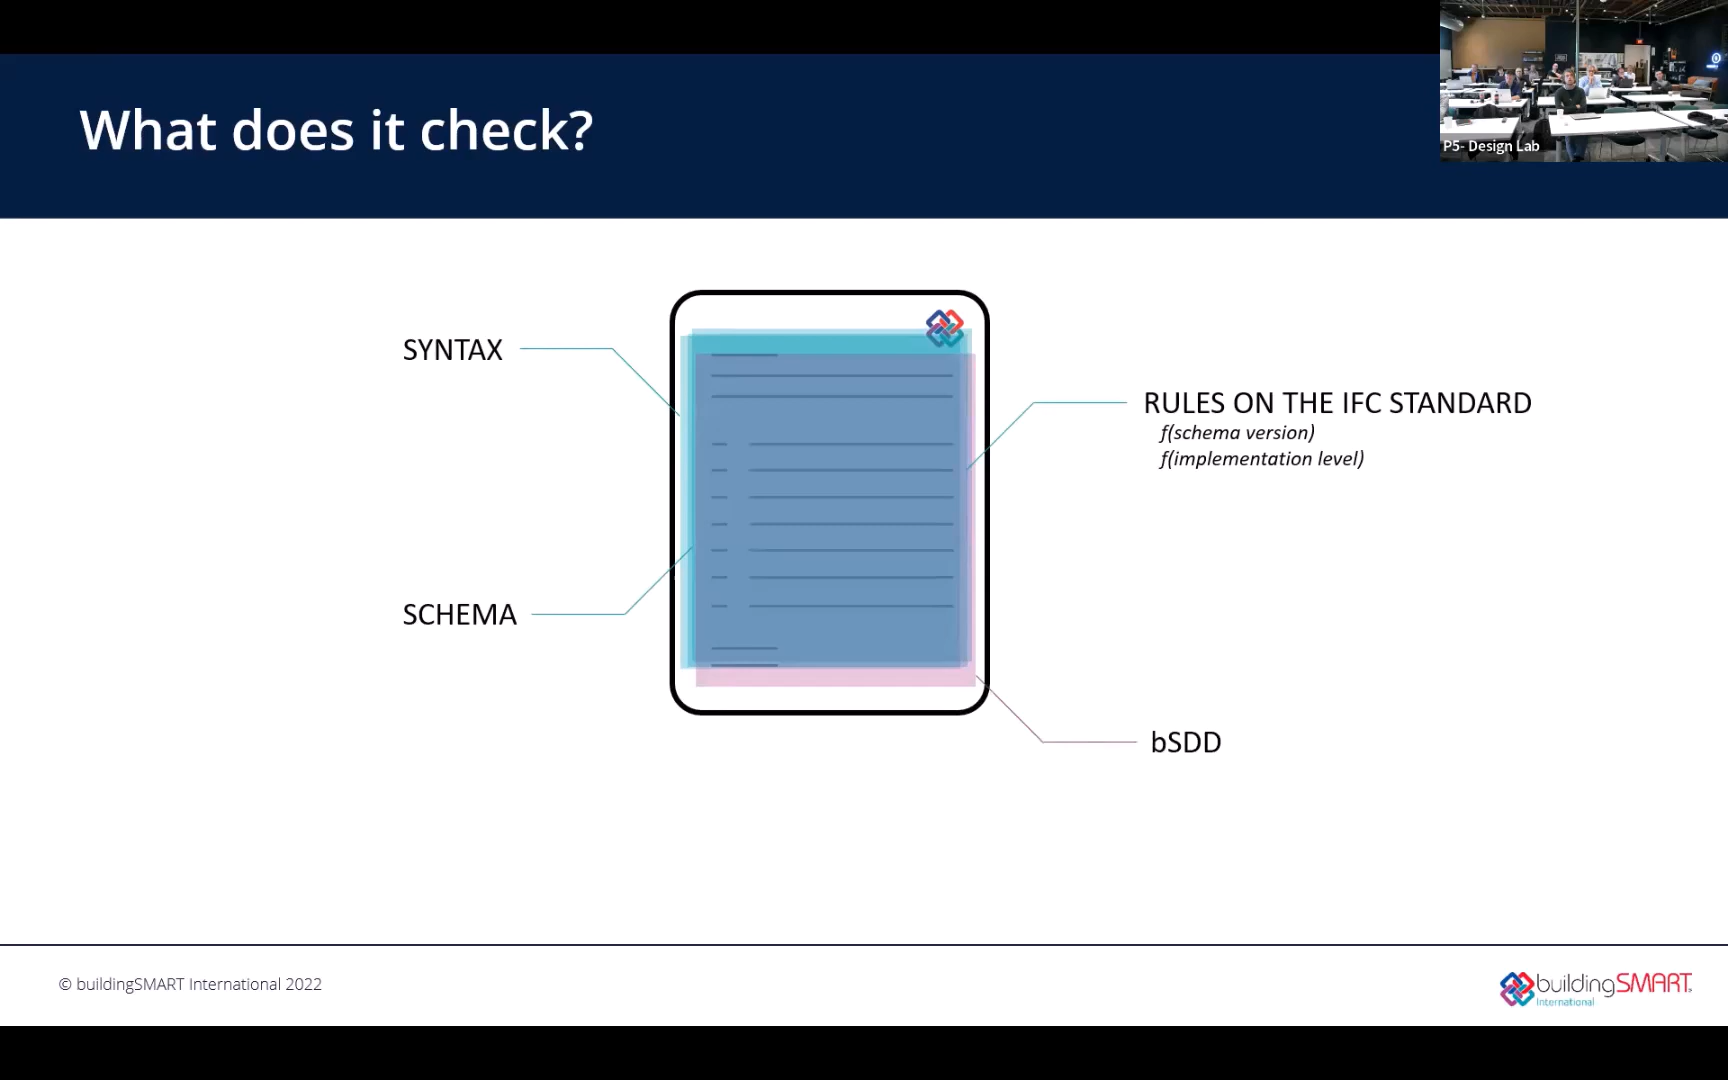 What does it check?
P5- Design Lab
SYNTAX
RULES ON THE IFC STANDARD
f(schema version)
f(implementation level)
SCHEMA
bSDD
© buildingSMART International 2022
buildingSMART
International